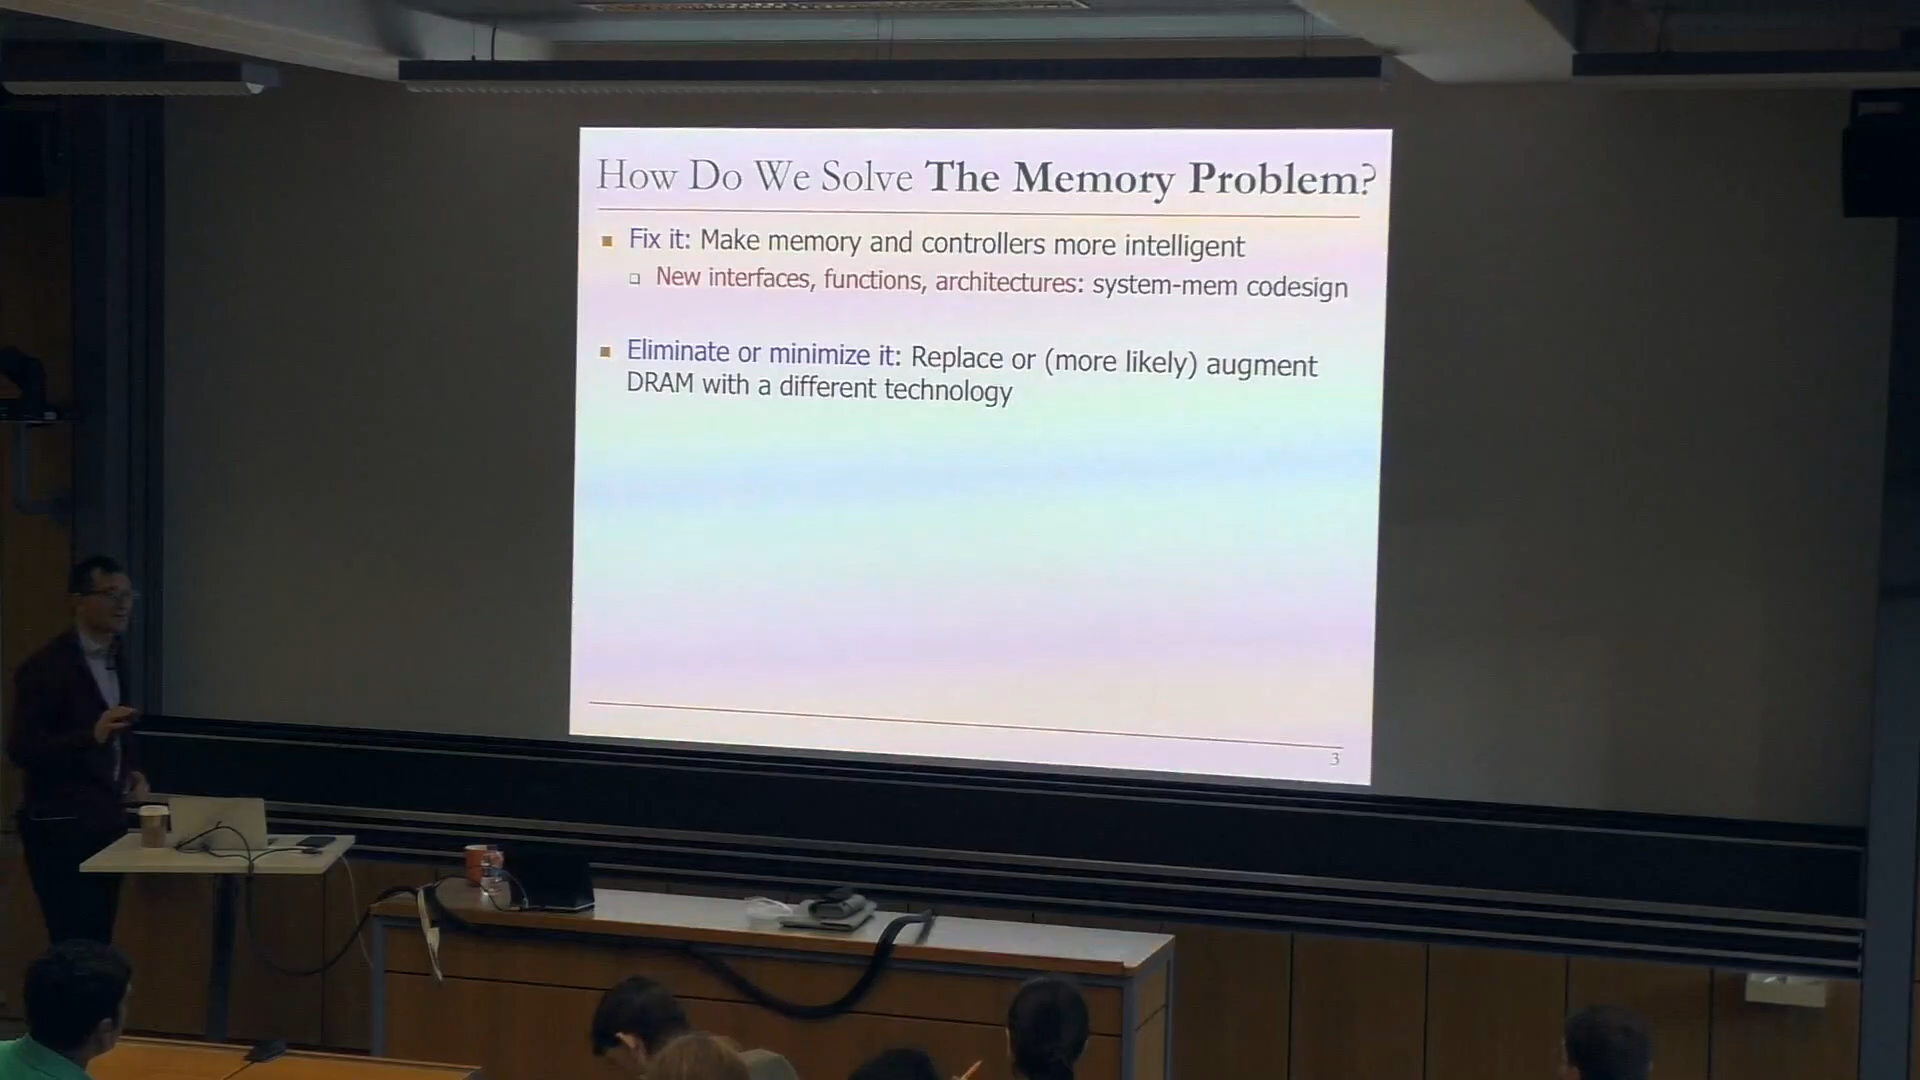 How Do We Solve The Memory Problem?
Fix it: Make memory and controllers more intelligent
New interfaces, functions, architectures: system-mem codesign
Eliminate or minimize it: Replace or (more likely) augment
DRAM with a different technology
3